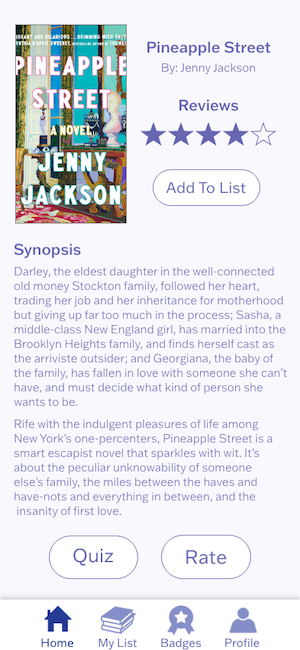 VIBRANT AND HILARIOUS . . . BRIMMING WITH
CYNTHIA D'APRIX SWEENEY, BESTSELLING AUTHOR OF THE NEST
PINEAPPLE
STREET
A NOVEL
JENNY
JACKSON
Pineapple Street
By: Jenny Jackson
Reviews
Add To List
Synopsis
Darley, the eldest daughter in the well-connected
old money Stockton family, followed her heart,
trading her job and her inheritance for motherhood
but giving up far too much in the process; Sasha, a
middle-class New England girl, has married into the
Brooklyn Heights family, and finds herself cast as
the arriviste outsider; and Georgiana, the baby of
the family, has fallen in love with someone she can't
have, and must decide what kind of person she
wants to be.
Rife with the indulgent pleasures of life among
New York's one-percenters, Pineapple Street is a
smart escapist novel that sparkles with wit. It's
about the peculiar unknowability of someone
else's family, the miles between the haves and
have-nots and everything in between, and the
insanity of first love.
Quiz
Rate
Home
My List
Badges
Profile